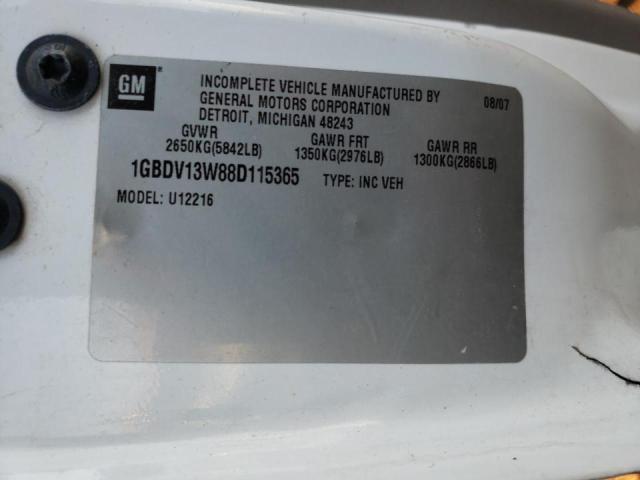 GM
INCOMPLETE VEHICLE MANUFACTURED BY
GENERAL MOTORS CORPORATION 08/07
DETROIT, MICHIGAN 48243
GVWR GAWR FRT GAWR RR
2650KG(5842LB) 1350KG(2976LB) 1300KG(2866LB)
1GBDV13W88D115365 TYPE: INC VEH
MODEL: U12216